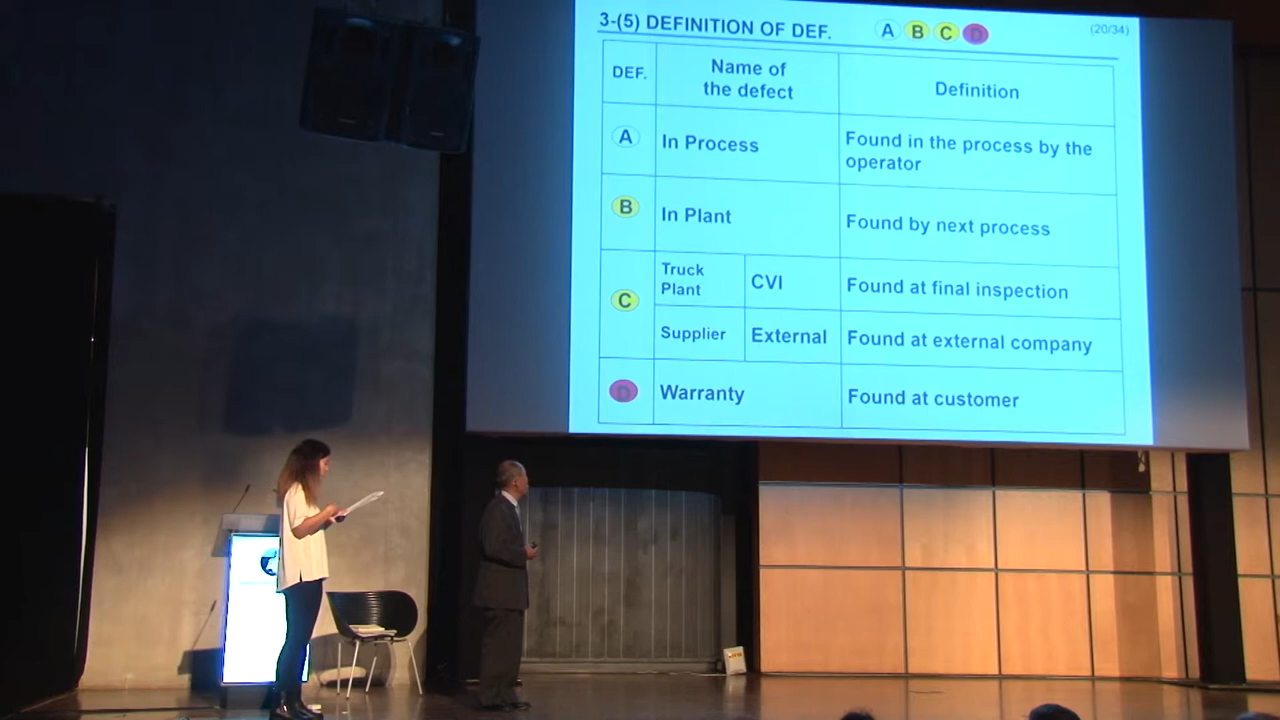 3-(5) DEFINITION OF DEF.
A B C D
(20/34)
DEF.
Name of
the defect
Definition
A
In Process
Found in the process by the
operator
B
In Plant
Found by next process
C
Truck
Plant
CVI
Found at final inspection
Supplier
External
Found at external company
D
Warranty
Found at customer